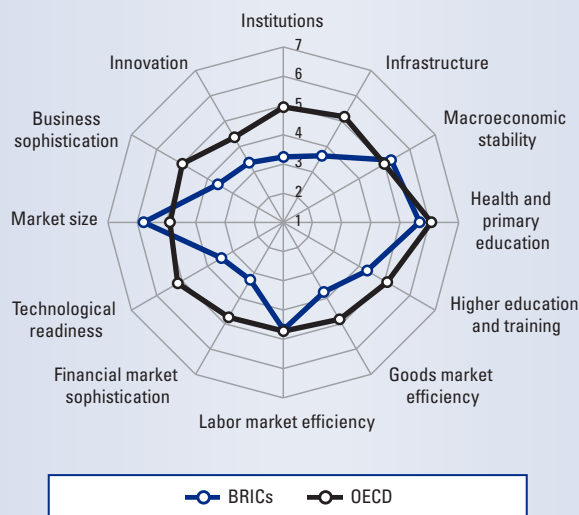 Institutions
7
6
5
4
3
2
1
Infrastructure
Macroeconomic
stability
Health and
primary
education
Higher education
and training
Goods market
efficiency
Labor market efficiency
Financial market
sophistication
Technological
readiness
Market size
Business
sophistication
Innovation
BRICs
OECD